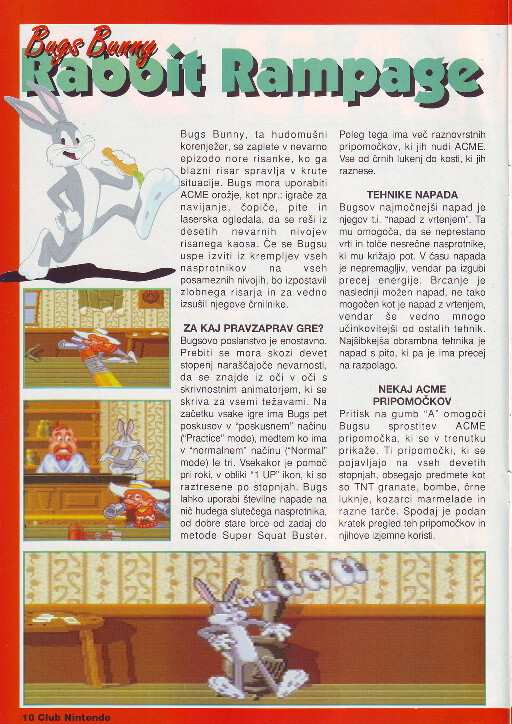 Bugs Bunny
Rabbit Rampage
Bugs Bunny, ta hudomušni
korenježer, se zaplete v nevarno
epizodo nore risanke, ko ga
blazni risar spravlja v krute
situacije. Bugs mora uporabiti
ACME orožje, kot npr.: igrače za
navijanje, čopiče, pite in
laserska ogledala, da se reši iz
desetih nevarnih nivojev
risanega kaosa. Če se Bugsu
uspe izviti iz krempljev vseh
nasprotnikov na vseh
posameznih nivojih, bo izpostavil
zlobnega risarja in za vedno
izsušil njegove črnilnike.
ZA KAJ PRAVZAPRAV GRE?
Bugsovo poslanstvo je enostavno.
Prebiti se mora skozi devet
stopenj naraščajoče nevarnosti,
da se znajde iz oči v oči s
skrivnostnim animatorjem, ki se
skriva za vsemi težavami. Na
začetku vsake igre ima Bugs pet
poskusov v "poskusnem" načinu
("Practice" mode), medtem ko ima
v "normalnem" načinu ("Normal"
mode) le tri. Vsekakor je pomoč
pri roki, v obliki "1 UP" ikon, ki so
raztresene po stopnjah. Bugs
lahko uporabi številne napade na
nič hudega slutečega nasprotnika,
od dobre stare brce od zadaj do
metode Super Squat Buster.
Poleg tega ima več raznovrstnih
pripomočkov, ki jih nudi ACME.
Vse od črnih lukenj do kosti, ki jih
raznese.
TEHNIKE NAPADA
Bugsov najmočnejši napad je
njegov t.i. "napad z vrtenjem". Ta
mu omogoča, da se neprestano
vrti in tolče nesrečne nasprotnike,
ki mu križajo pot. V času napada
je nepremagljiv, vendar pa izgubi
precej energije. Brcanje je
naslednji možen napad, ne tako
mogočen kot je napad z vrtenjem,
vendar še vedno mnogo
učinkovitejši od ostalih tehnik.
Najšibkejša obrambna tehnika je
napad s pito, ki pa je ima precej
na razpolago.
NEKAJ ACME
PRIPOMOČKOV
Pritisk na gumb "A" omogoči
Bugsu sprostitev ACME
pripomočka, ki se v trenutku
prikaže. Ti pripomočki, ki se
pojavljajo na vseh devetih
stopnjah, obsegajo predmete kot
so TNT granate, bombe, črne
luknje, kozarci marmelade in
razne tarče. Spodaj je podan
kratek pregled teh pripomočkov in
njihove izjemne koristi.
10 Club Nintendo